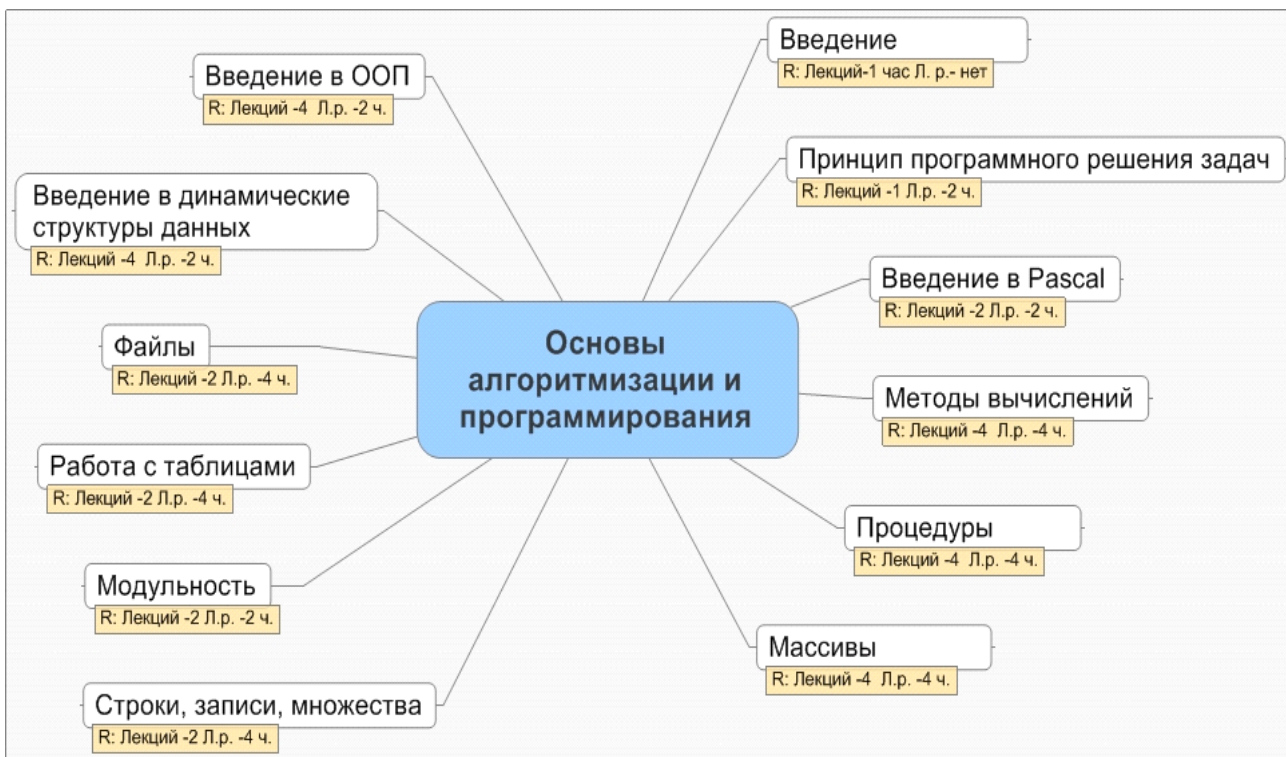 Введение
R: Лекций-1 час Л. р.- нет
Принцип программного решения задач
R: Лекций -1 Л.р. -2 ч.
Введение в Pascal
R: Лекций -2 Л.р. -2 ч.
Методы вычислений
R: Лекций -4 Л.р. -4 ч.
Процедуры
R: Лекций -4 Л.р. -4 ч.
Массивы
R: Лекций -4 Л.р. -4 ч.
Основы
алгоритмизации и
программирования
Введение в ООП
R: Лекций -4 Л.р. -2 ч.
Введение в динамические
структуры данных
R: Лекций -4 Л.р. -2 ч.
Файлы
R: Лекций -2 Л.р. -4 ч.
Работа с таблицами
R: Лекций -2 Л.р. -4 ч.
Модульность
R: Лекций -2 Л.р. -2 ч.
Строки, записи, множества
R: Лекций -2 Л.р. -4 ч.